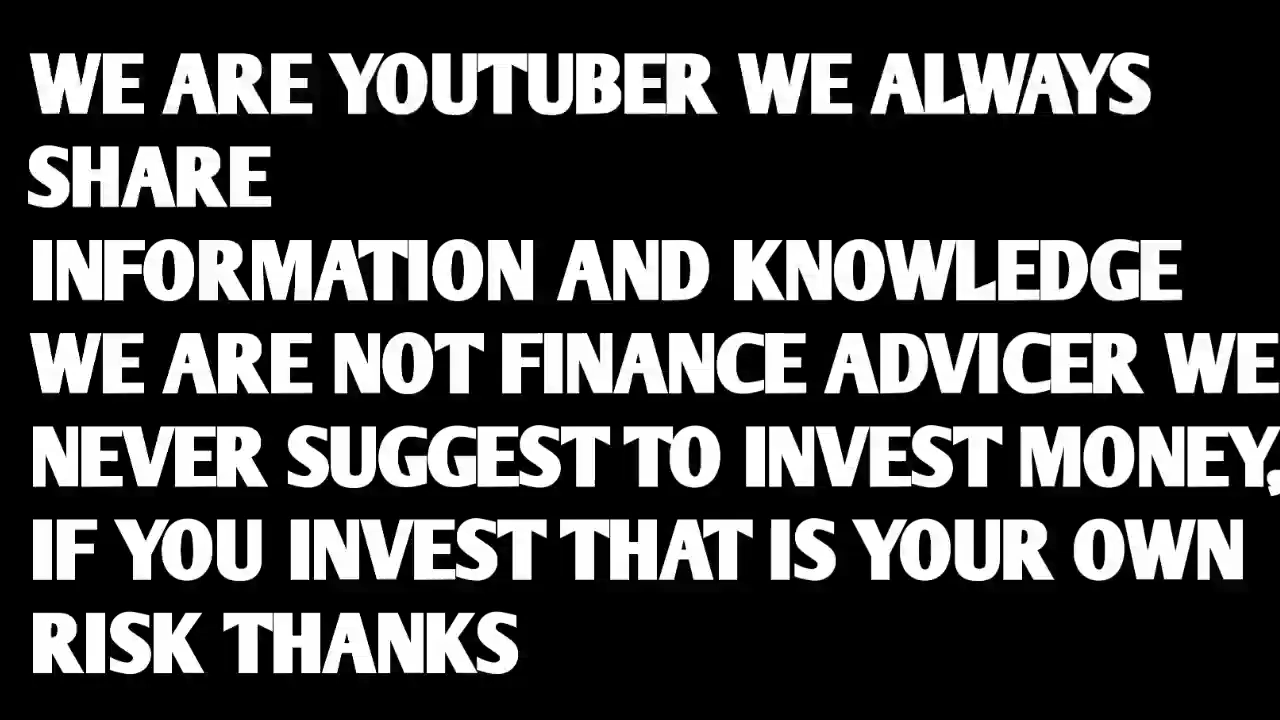 WE ARE YOUTUBER WE ALWAYS
SHARE
INFORMATION AND KNOWLEDGE
WE ARE NOT FINANCE ADVICER WE
NEVER SUGGEST TO INVEST MONEY,
IF YOU INVEST THAT IS YOUR OWN
RISK THANKS